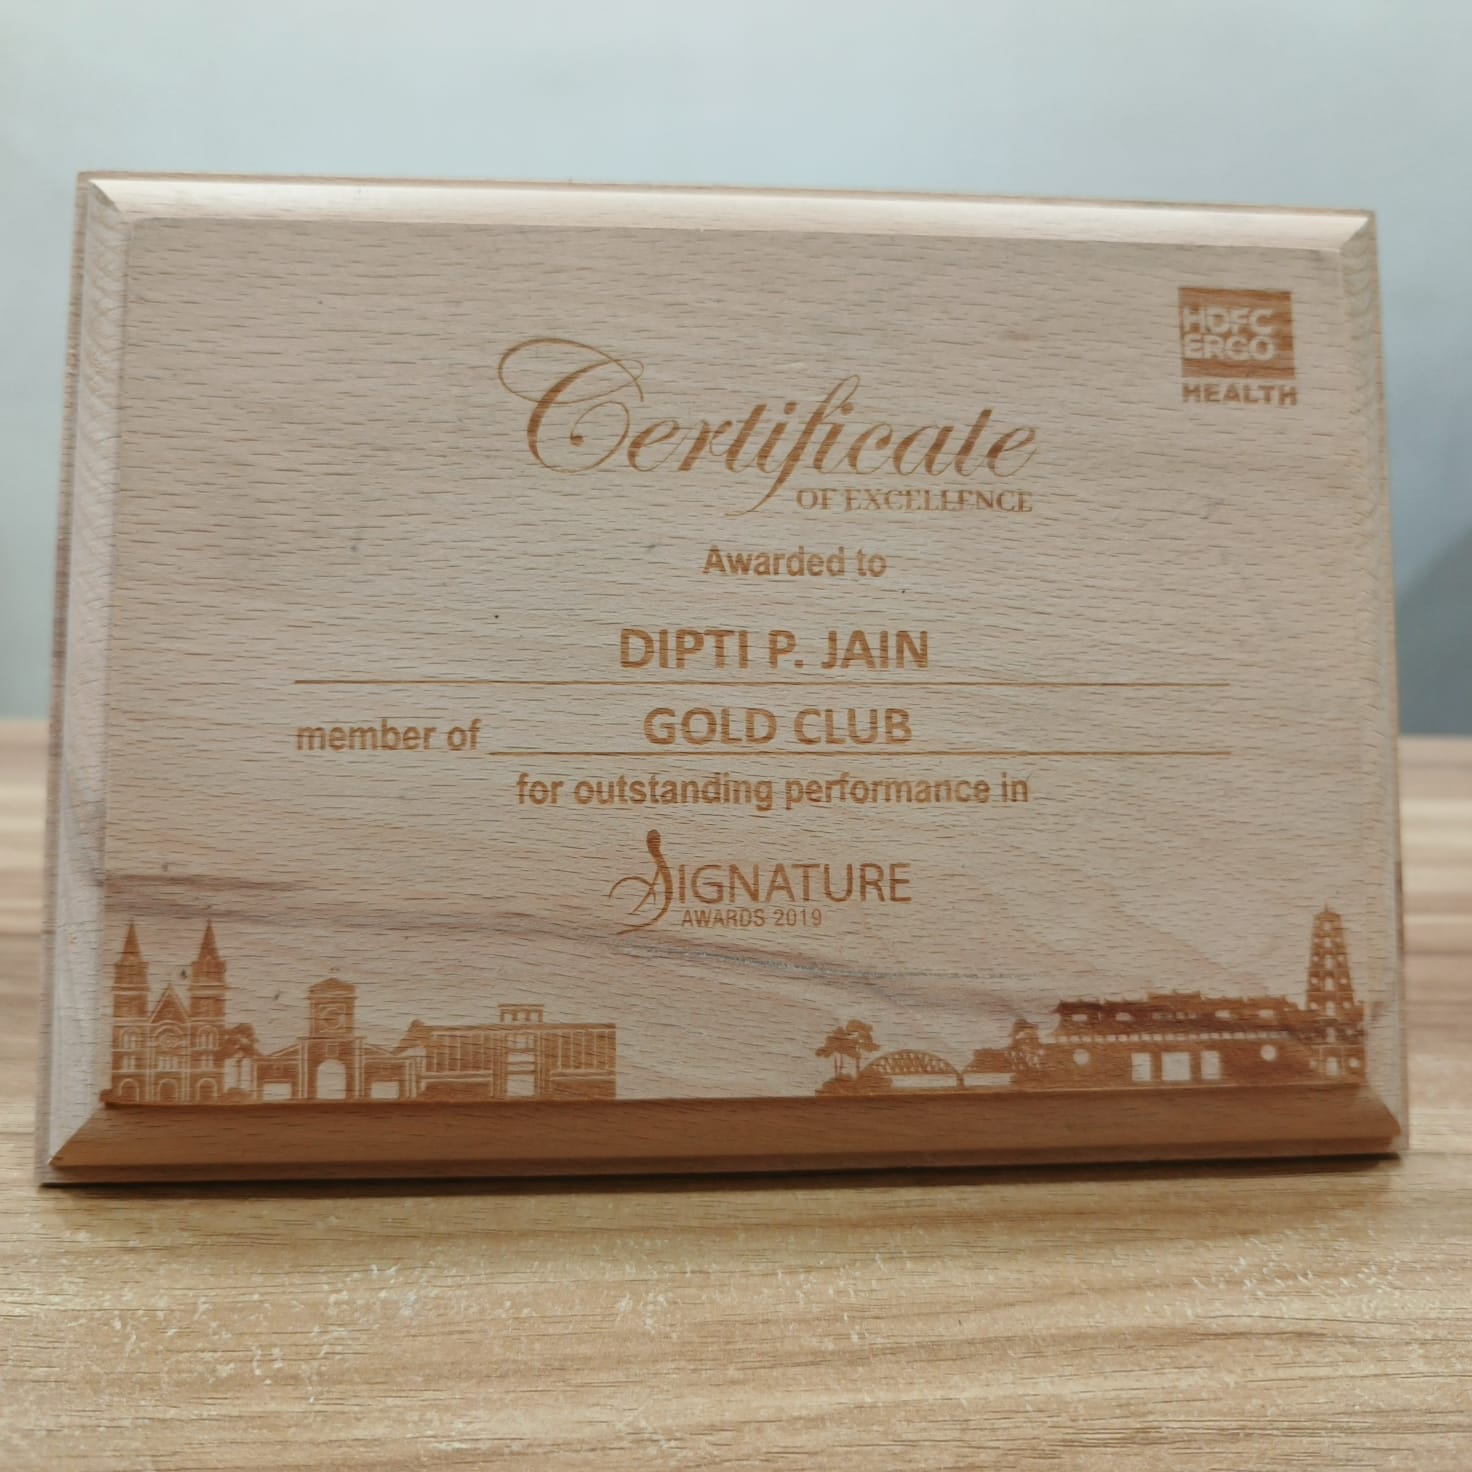 HDFC
ERGO
HEALTH
Certificate
OF EXCELLENCE
Awarded to
DIPTI P. JAIN
member of GOLD CLUB
for outstanding performance in
SIGNATURE
AWARDS 2019